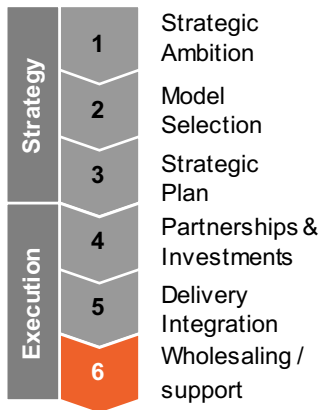 Strategy
1
Strategic
Ambition
2
Model
Selection
3
Strategic
Plan
Execution
4
Partnerships &
Investments
5
Delivery
Integration
6
Wholesaling /
support